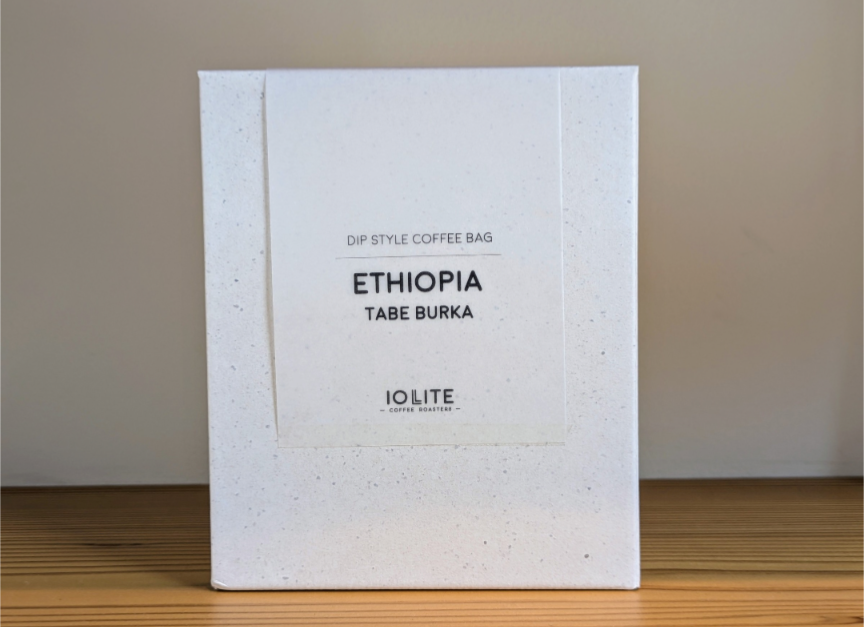 DIP STYLE COFFEE BAG
ETHIOPIA
TABE BURKA
IOLLITE
— COFFEE ROASTERS —